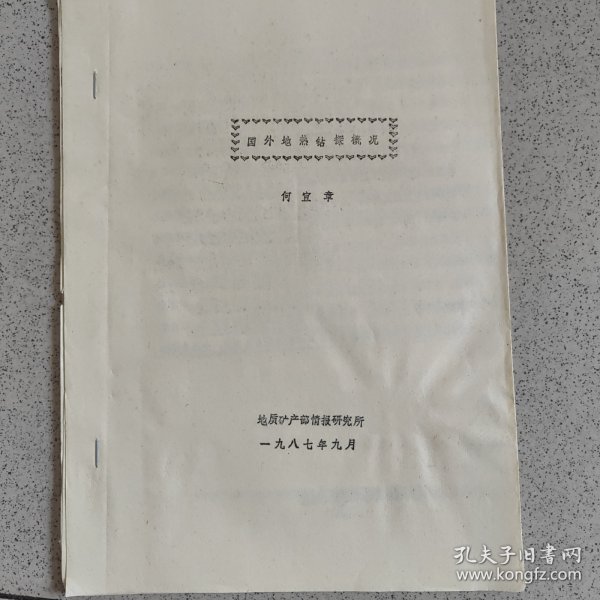 国外地热钻探概况
何宜章
地质矿产部情报研究所
一九八七年九月
孔夫子旧书网
www.kongfz.com